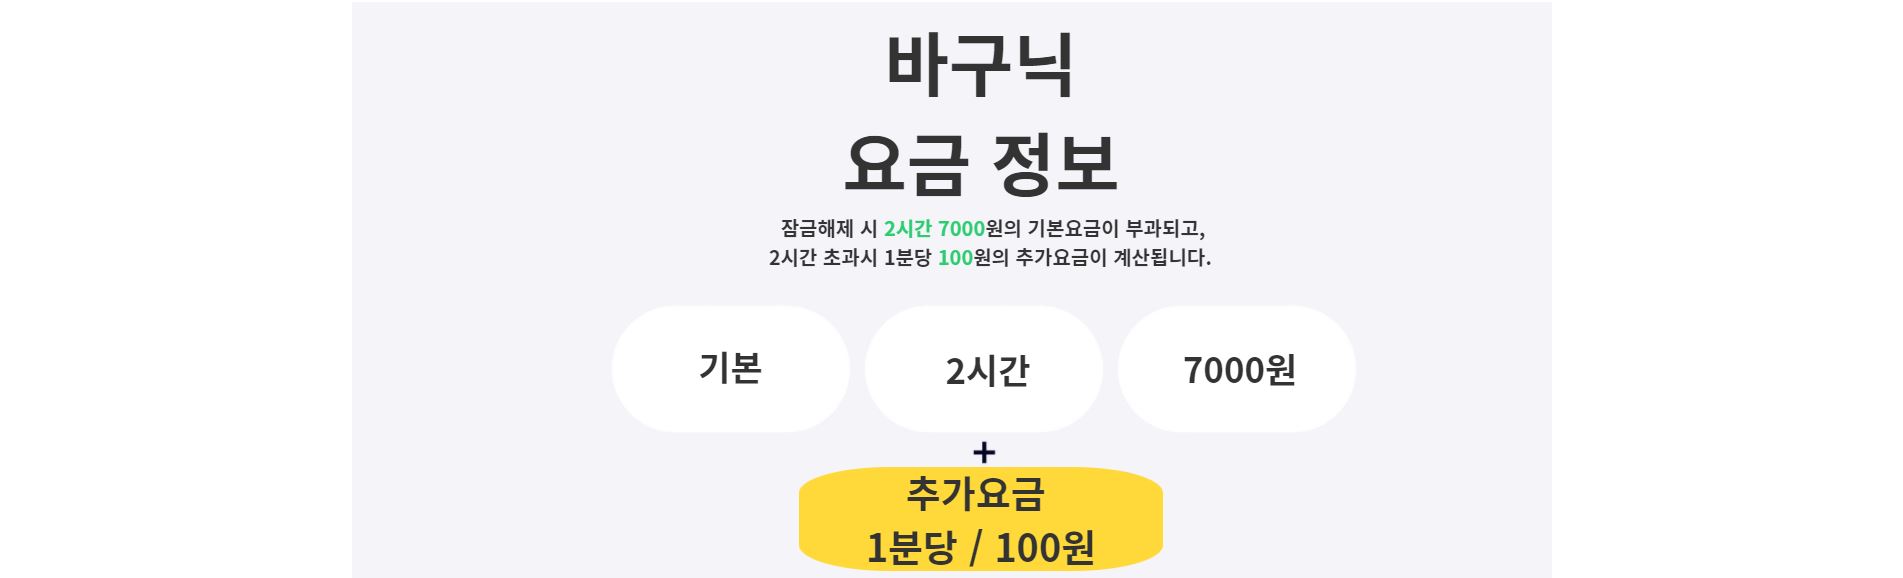 바구닉
요금 정보
잠금해제 시 2시간 7000원의 기본요금이 부과되고,
2시간 초과시 1분당 100원의 추가요금이 계산됩니다.
기본 2시간 7000원
+
추가요금
1분당 / 100원